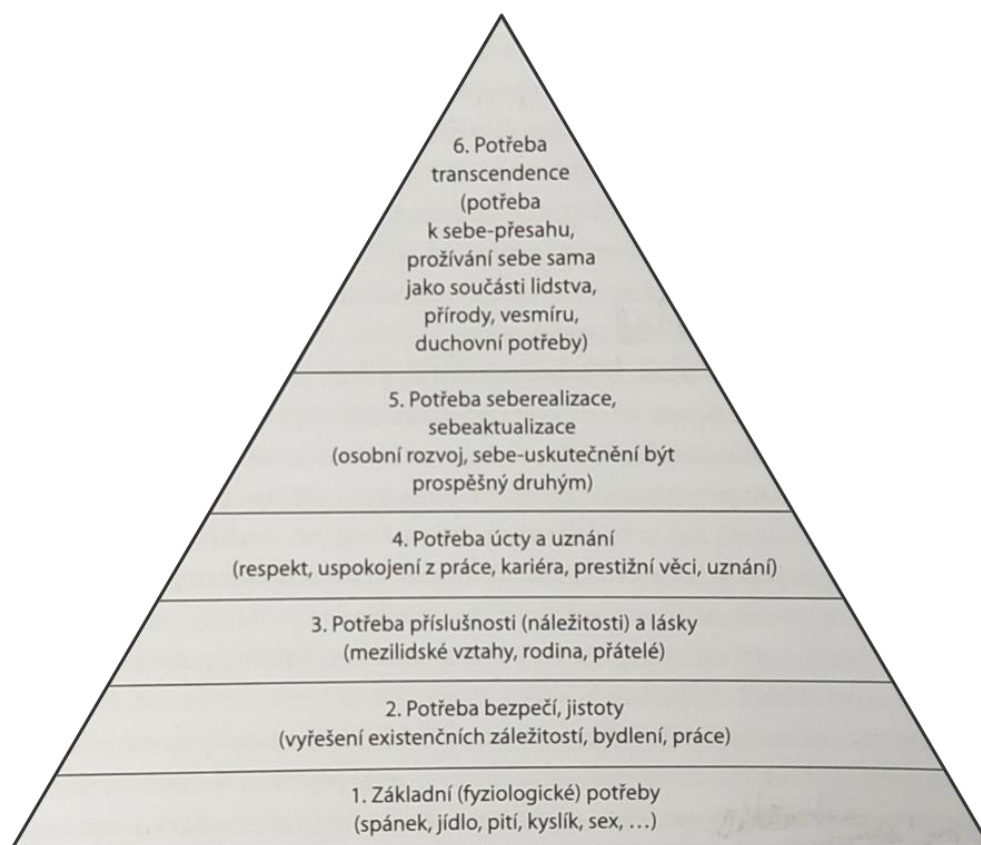 6. Potřeba
transcendence
(potřeba
k sebe-přesahu,
prožívání sebe sama
jako součásti lidstva,
přírody, vesmíru,
duchovní potřeby)
5. Potřeba seberealizace,
sebeaktualizace
(osobní rozvoj, sebe-uskutečnění být
prospěšný druhým)
4. Potřeba úcty a uznání
(respekt, uspokojení z práce, kariéra, prestižní věci, uznání)
3. Potřeba příslušnosti (náležitosti) a lásky
(mezilidské vztahy, rodina, přátelé)
2. Potřeba bezpečí, jistoty
(vyřešení existenčních záležitostí, bydlení, práce)
1. Základní (fyziologické) potřeby
(spánek, jídlo, pití, kyslík, sex, …)